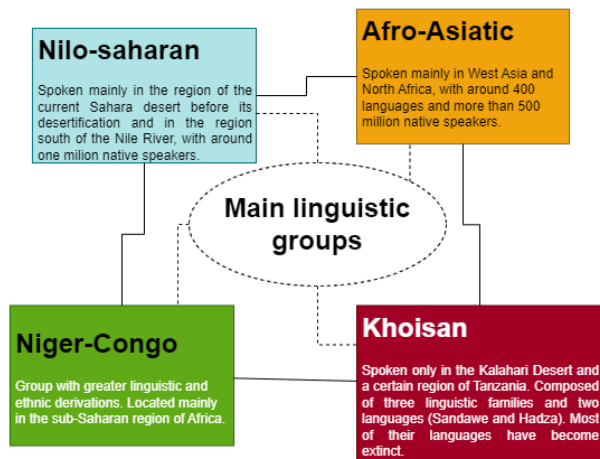 Nilo-saharan
Spoken mainly in the region of the
current Sahara desert before its
desertification and in the region
south of the Nile River, with around
one milion native speakers.
Afro-Asiatic
Spoken mainly in West Asia and
North Africa, with around 400
languages and more than 500
million native speakers.
Main linguistic
groups
Niger-Congo
Group with greater linguistic and
ethnic derivations. Located mainly
in the sub-Saharan region of Africa.
Khoisan
Spoken only in the Kalahari Desert and
a certain region of Tanzania. Composed
of three linguistic families and two
languages (Sandawe and Hadza). Most
of their languages have become
extinct.